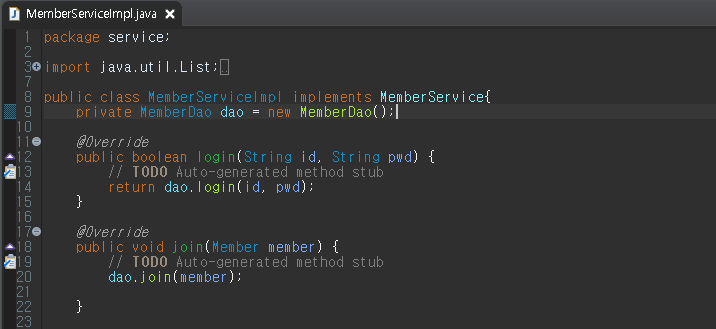 MemberServiceImpl.java
1 package service;
2
3 import java.util.List;
7
8 public class MemberServiceImpl implements MemberService{
9 private MemberDao dao = new MemberDao();
10
11 @Override
12 public boolean login(String id, String pwd) {
13 // TODO Auto-generated method stub
14 return dao.login(id, pwd);
15 }
16
17 @Override
18 public void join(Member member) {
19 // TODO Auto-generated method stub
20 dao.join(member);
21
22 }
23